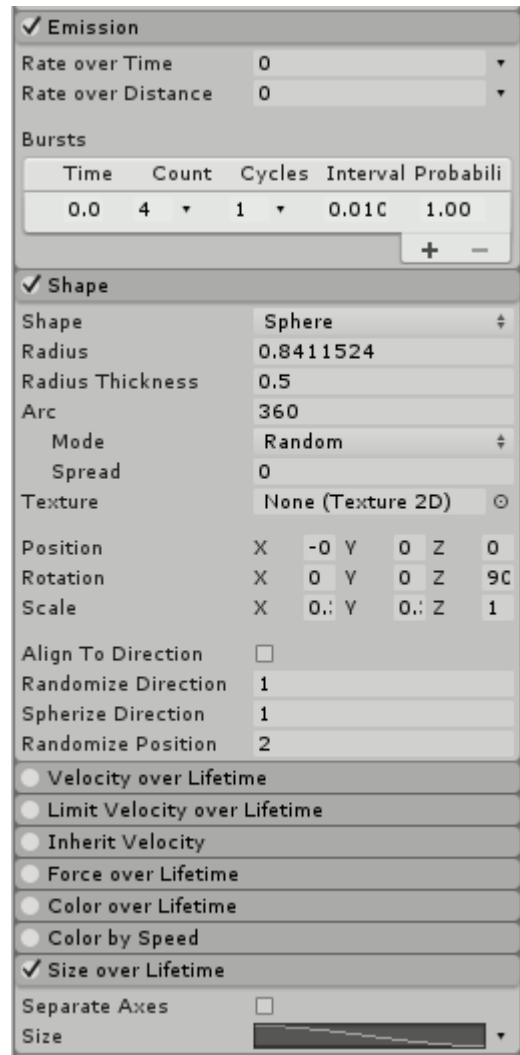 Emission
Rate over Time 0
Rate over Distance 0
Bursts
Time Count Cycles Interval Probabili
0.0 4 1 0.010 1.00
+ −
Shape
Shape Sphere
Radius 0.8411524
Radius Thickness 0.5
Arc 360
Mode Random
Spread 0
Texture None (Texture 2D)
Position X -0 Y 0 Z 0
Rotation X 0 Y 0 Z 90
Scale X 0. Y 0. Z 1
Align To Direction
Randomize Direction 1
Spherize Direction 1
Randomize Position 2
Velocity over Lifetime
Limit Velocity over Lifetime
Inherit Velocity
Force over Lifetime
Color over Lifetime
Color by Speed
Size over Lifetime
Separate Axes
Size